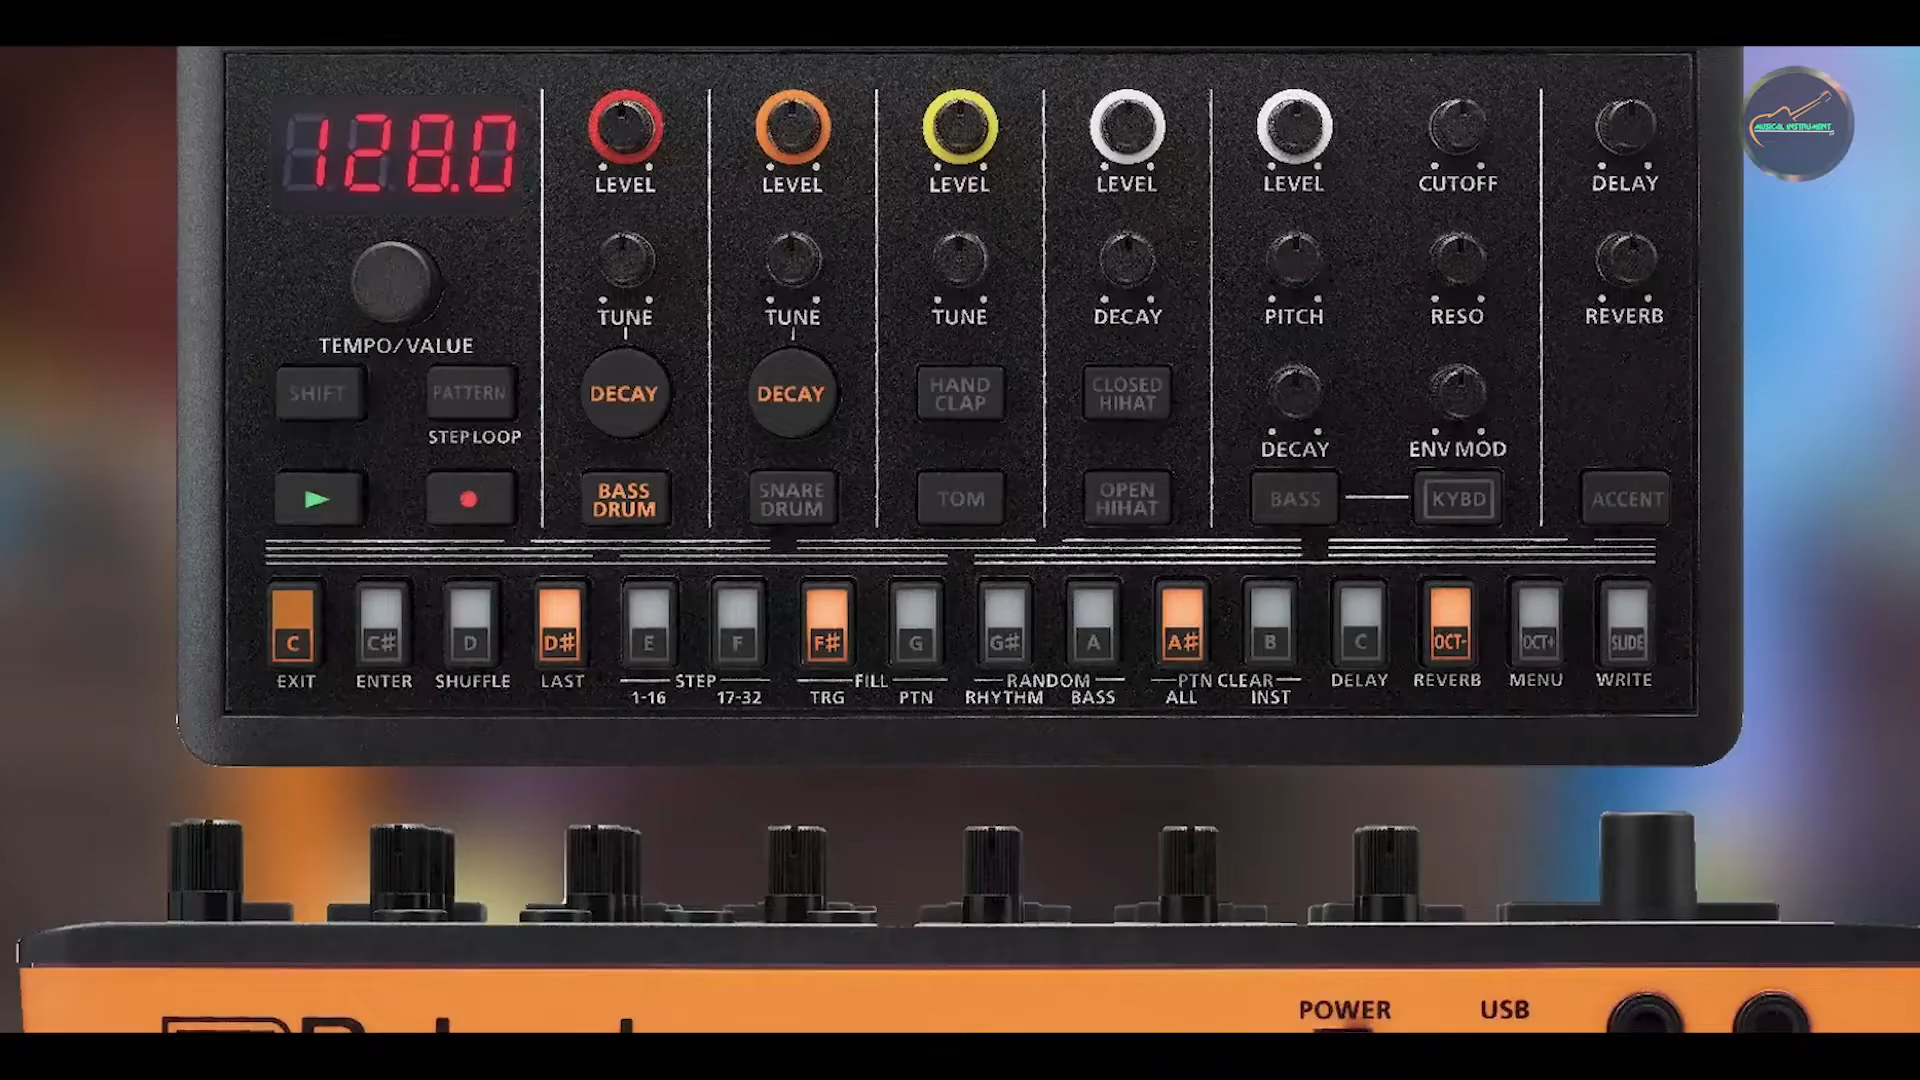 128.0
LEVEL LEVEL LEVEL LEVEL LEVEL CUTOFF DELAY
MUSICAL INSTRUMENT
TUNE TUNE TUNE DECAY PITCH RESO REVERB
TEMPO/VALUE
SHIFT PATTERN DECAY DECAY HAND CLAP CLOSED HIHAT
STEP LOOP DECAY ENV MOD
BASS DRUM SNARE DRUM TOM OPEN HIHAT BASS KYBD ACCENT
C C# D D# E F F# G G# A A# B C OCT- OCT+ SLIDE
EXIT ENTER SHUFFLE LAST STEP FILL RANDOM PTN CLEAR DELAY REVERB MENU WRITE
1-16 17-32 TRG PTN RHYTHM BASS ALL INST
POWER USB